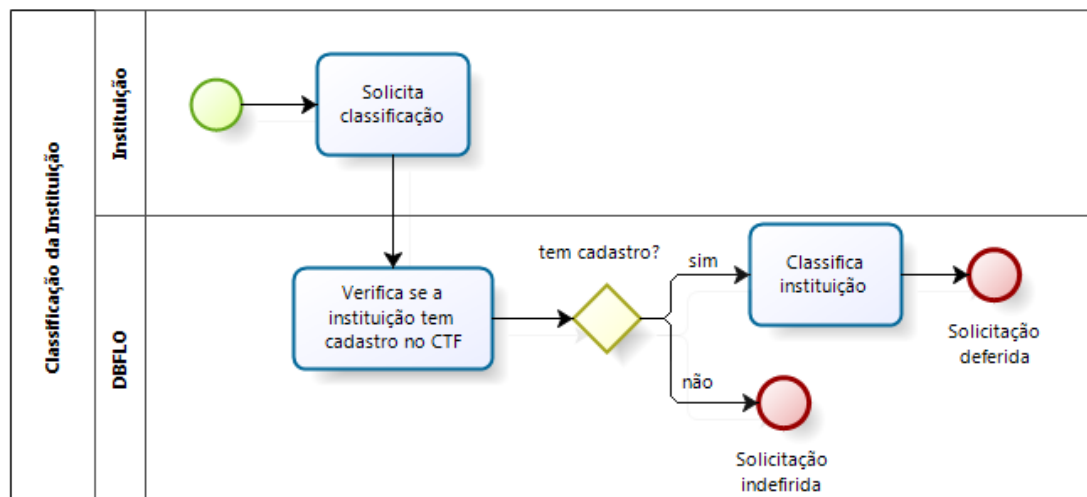 Classificação da Instituição
Instituição
Solicita
classificação
DBFLO
Verifica se a
instituição tem
cadastro no CTF
tem cadastro?
sim
Classifica
instituição
Solicitação
deferida
não
Solicitação
indefirida